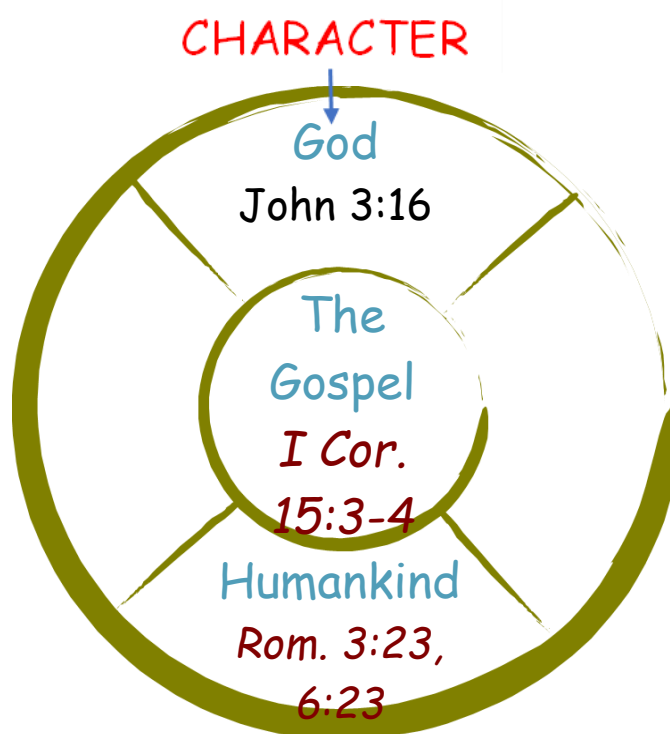 CHARACTER
God
John 3:16
The
Gospel
I Cor.
15:3-4
Humankind
Rom. 3:23,
6:23